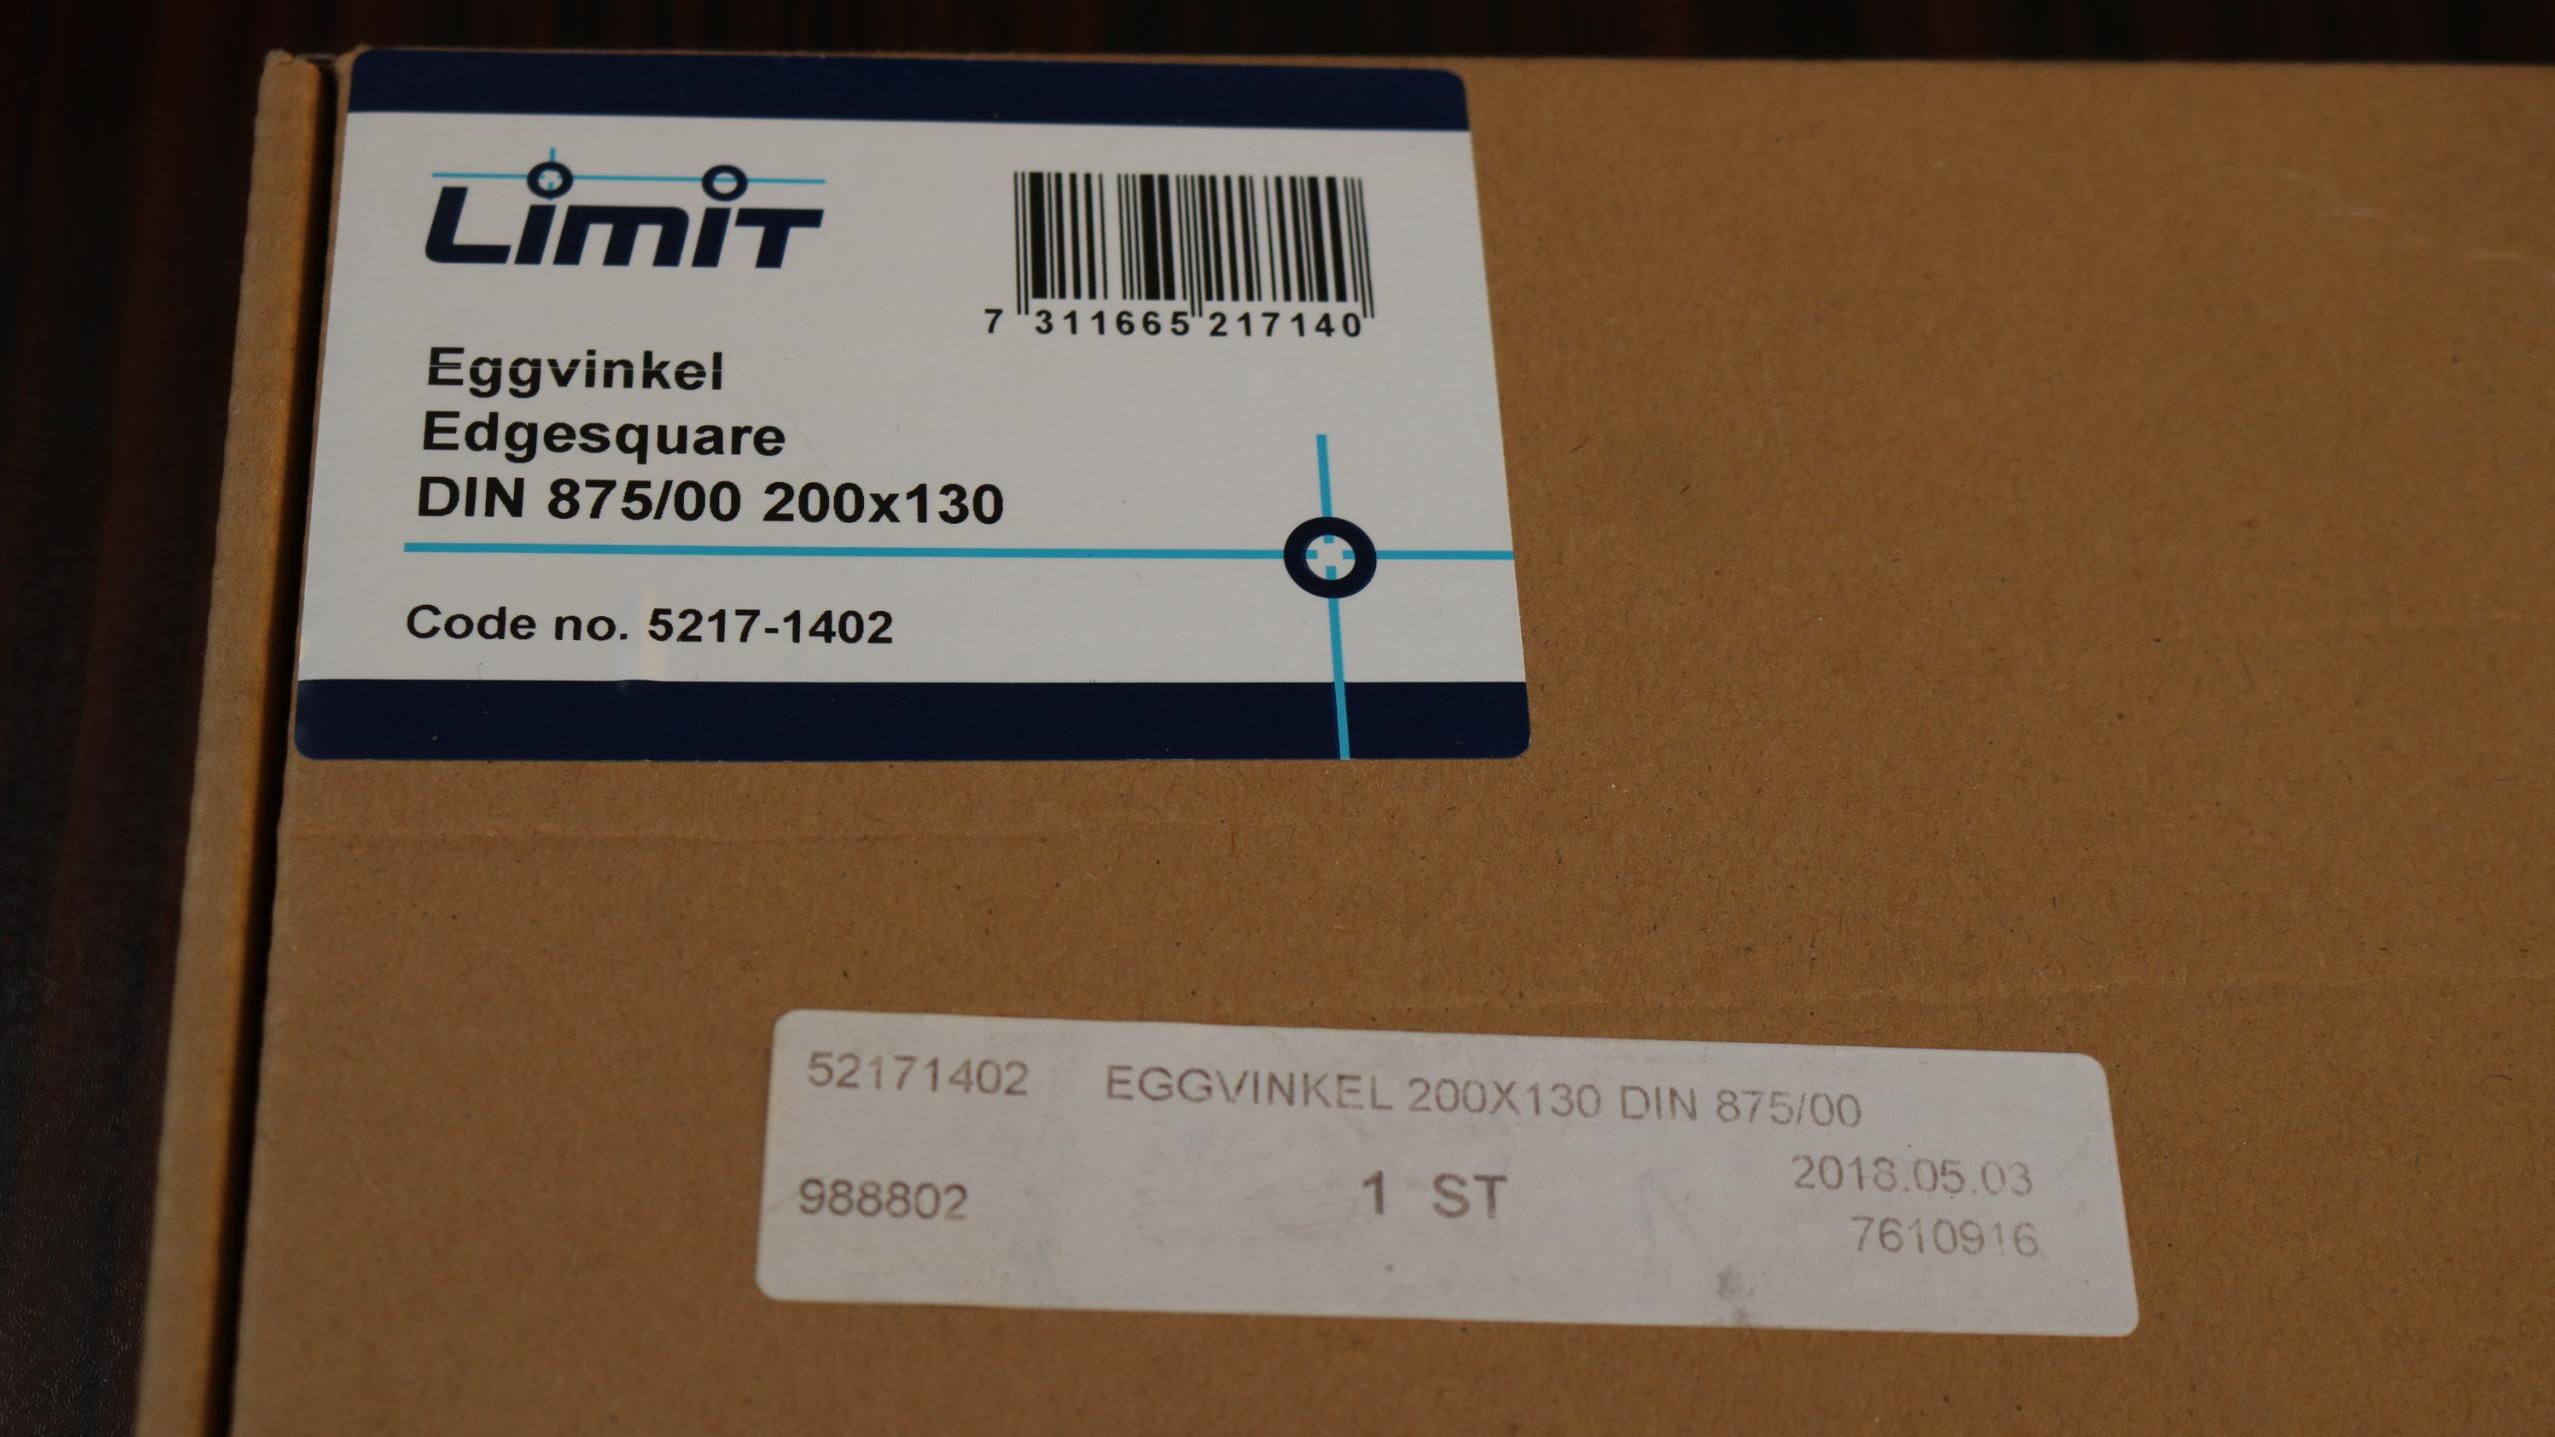 LimiT
7 311665 217140
Eggvinkel
Edgesquare
DIN 875/00 200x130
Code no. 5217-1402
52171402 EGGVINKEL 200X130 DIN 875/00
988802 1 ST 2018.05.03
7610916